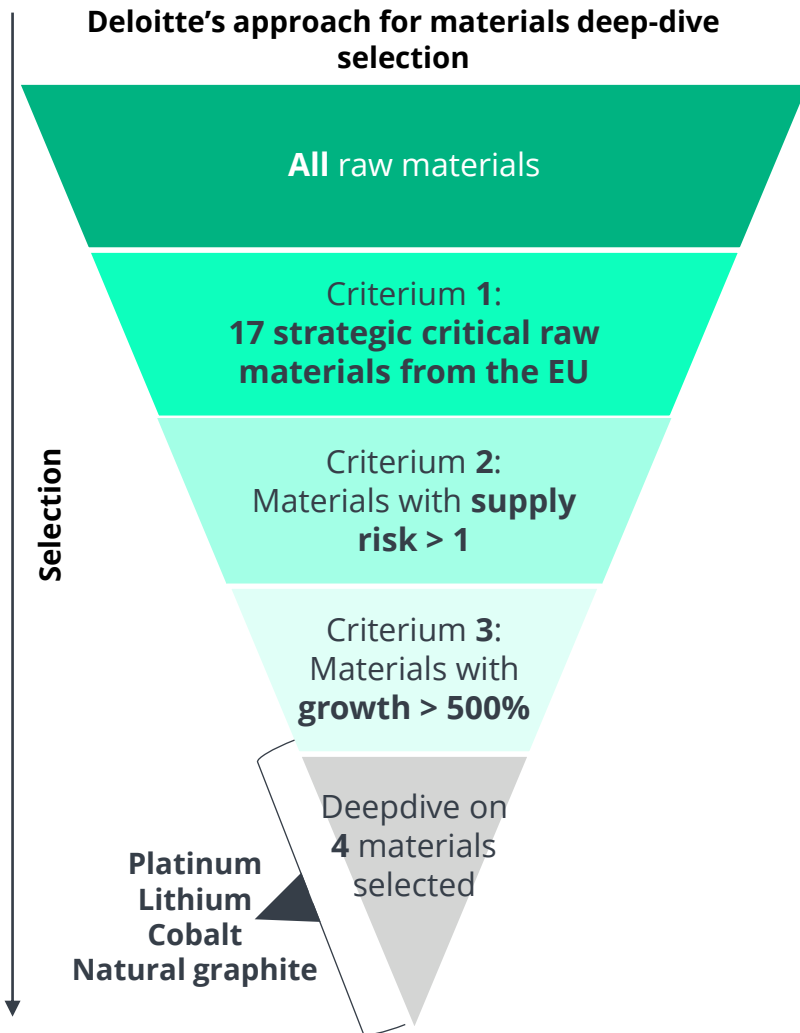 Deloitte’s approach for materials deep-dive
selection
All raw materials
Criterium 1:
17 strategic critical raw
materials from the EU
Criterium 2:
Materials with supply
risk > 1
Criterium 3:
Materials with
growth > 500%
Deepdive on
4 materials
selected
Selection
Platinum
Lithium
Cobalt
Natural graphite